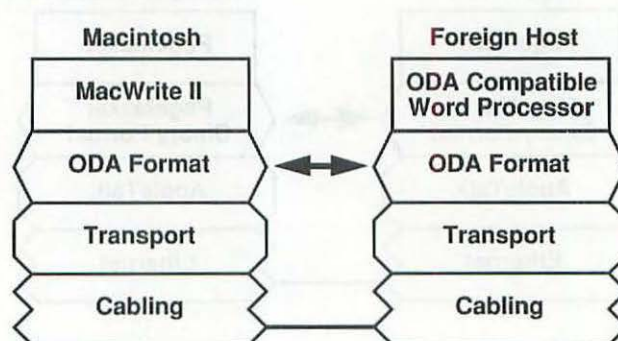 Macintosh
MacWrite II
ODA Format
Transport
Cabling
Foreign Host
ODA Compatible
Word Processor
ODA Format
Transport
Cabling